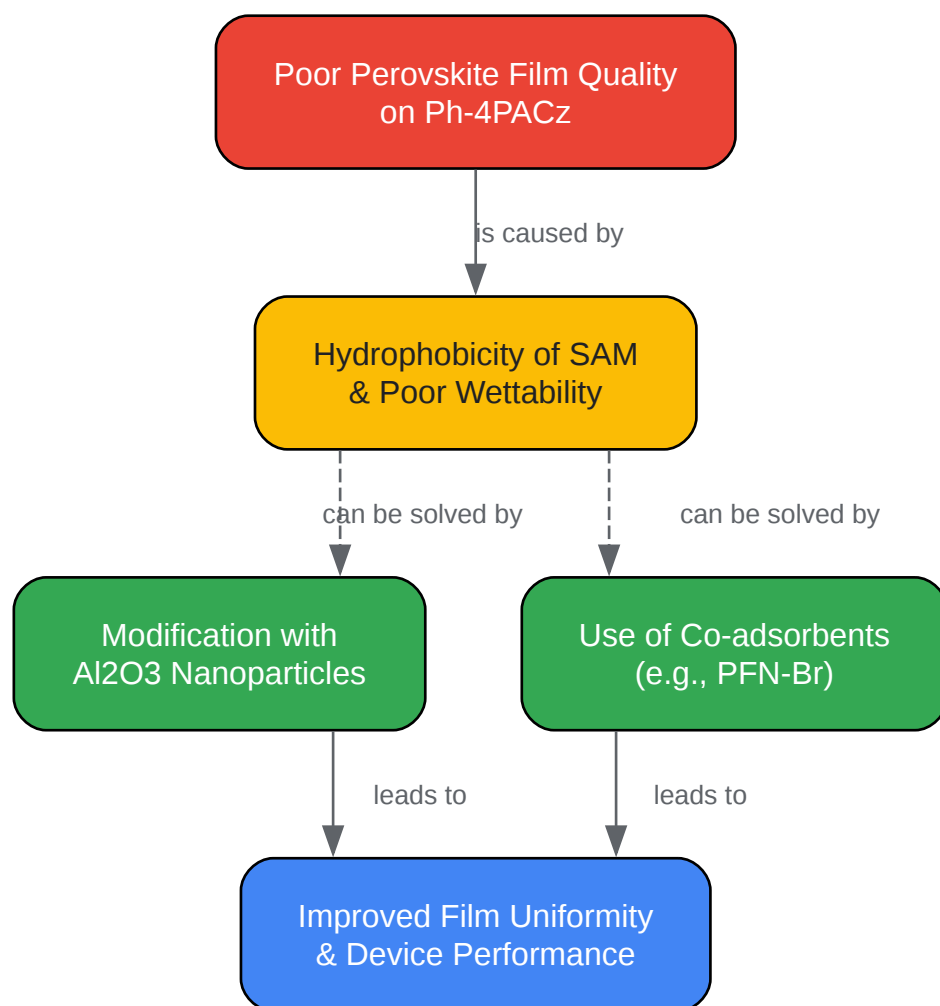 Poor Perovskite Film Quality
on Ph-4PACz
is caused by
Hydrophobicity of SAM
& Poor Wettability
can be solved by
can be solved by
Modification with
Al2O3 Nanoparticles
Use of Co-adsorbents
(e.g., PFN-Br)
leads to
leads to
Improved Film Uniformity
& Device Performance